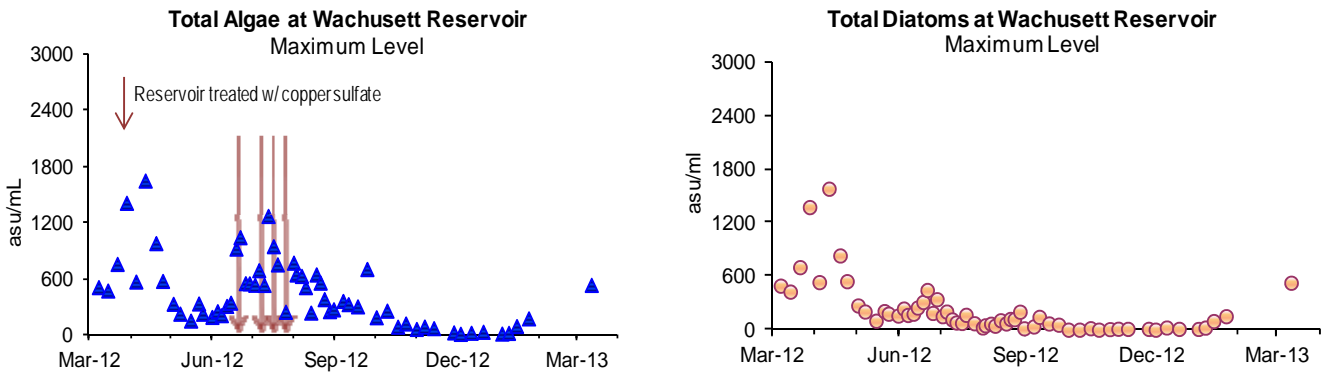 Total Algae at Wachusett Reservoir
Maximum Level
3000
2400
1800
1200
600
0
asu/mL
Reservoir treated w/ copper sulfate
Mar-12 Jun-12 Sep-12 Dec-12 Mar-13
Total Diatoms at Wachusett Reservoir
Maximum Level
3000
2400
1800
1200
600
0
asu/ml
Mar-12 Jun-12 Sep-12 Dec-12 Mar-13